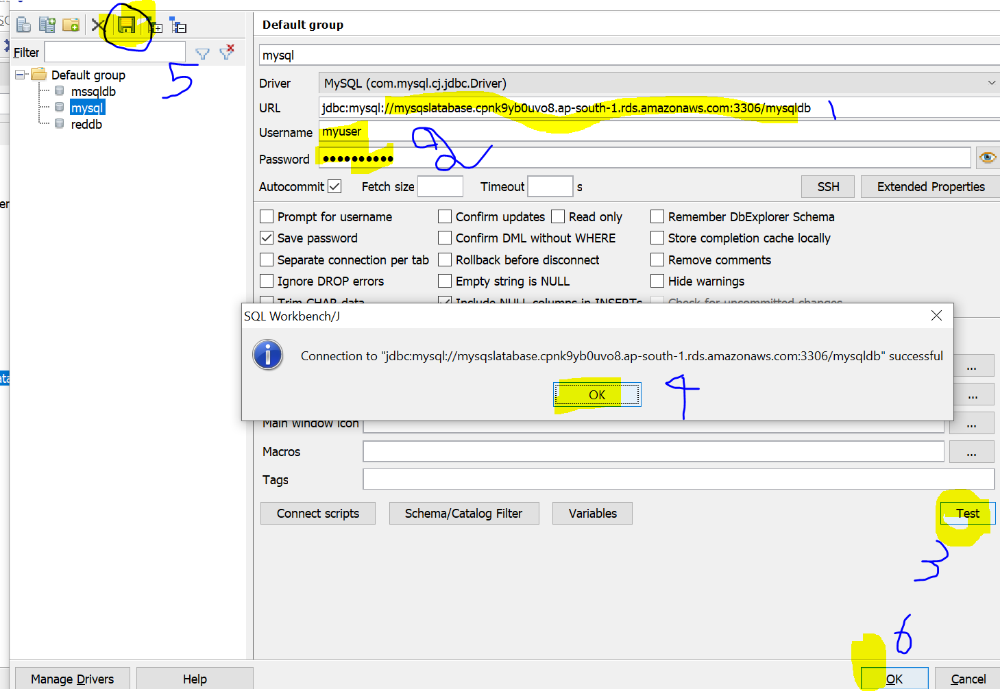 Default group
Filter
5
Default group
mssqldb
mysql
reddb
mysql
Driver MySQL (com.mysql.cj.jdbc.Driver)
URL jdbc:mysql://mysqslatabase.cpnk9yb0uvo8.ap-south-1.rds.amazonaws.com:3306/mysqldb 1
Username myuser
2
Password ●●●●●●●●●●
Autocommit Fetch size Timeout s SSH Extended Properties
Prompt for username Confirm updates Read only Remember DbExplorer Schema
Save password Confirm DML without WHERE Store completion cache locally
Separate connection per tab Rollback before disconnect Remove comments
Ignore DROP errors Empty string is NULL Hide warnings
Trim CHAR data Include NULL columns in INSERTs Check for uncommitted changes
SQL Workbench/J
Connection to "jdbc:mysql://mysqslatabase.cpnk9yb0uvo8.ap-south-1.rds.amazonaws.com:3306/mysqldb" successful
...
OK 4
...
Main window icon ...
Macros ...
Tags
Connect scripts Schema/Catalog Filter Variables Test
3
6
Manage Drivers Help OK Cancel